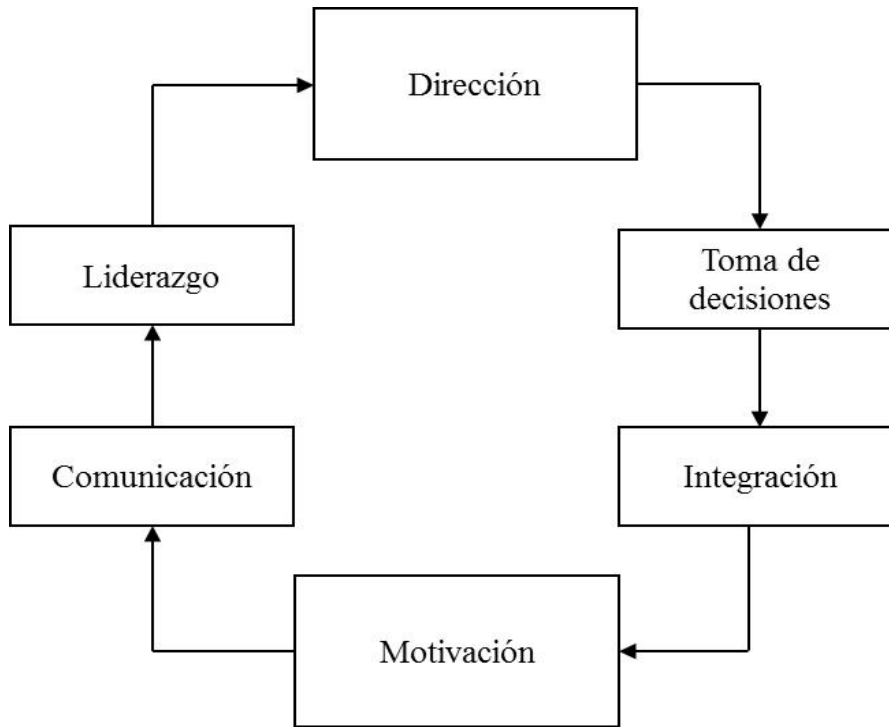 Dirección
Liderazgo
Toma de
decisiones
Comunicación
Integración
Motivación